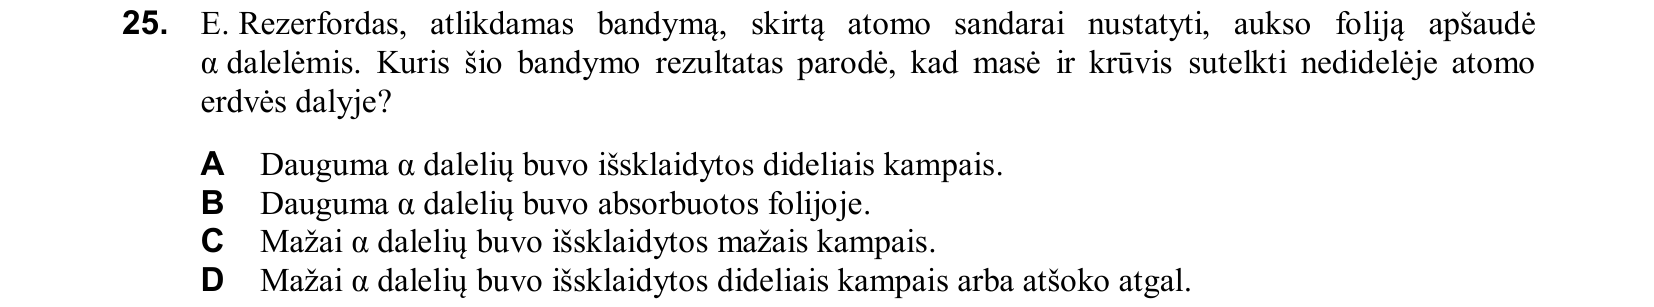 25. E. Rezerfordas, atlikdamas bandymą, skirtą atomo sandarai nustatyti, aukso foliją apšaudė
α dalelėmis. Kuris šio bandymo rezultatas parodė, kad masė ir krūvis sutelkti nedidelėje atomo
erdvės dalyje?
A Dauguma α dalelių buvo išsklaidytos dideliais kampais.
B Dauguma α dalelių buvo absorbuotos folijoje.
C Mažai α dalelių buvo išsklaidytos mažais kampais.
D Mažai α dalelių buvo išsklaidytos dideliais kampais arba atšoko atgal.